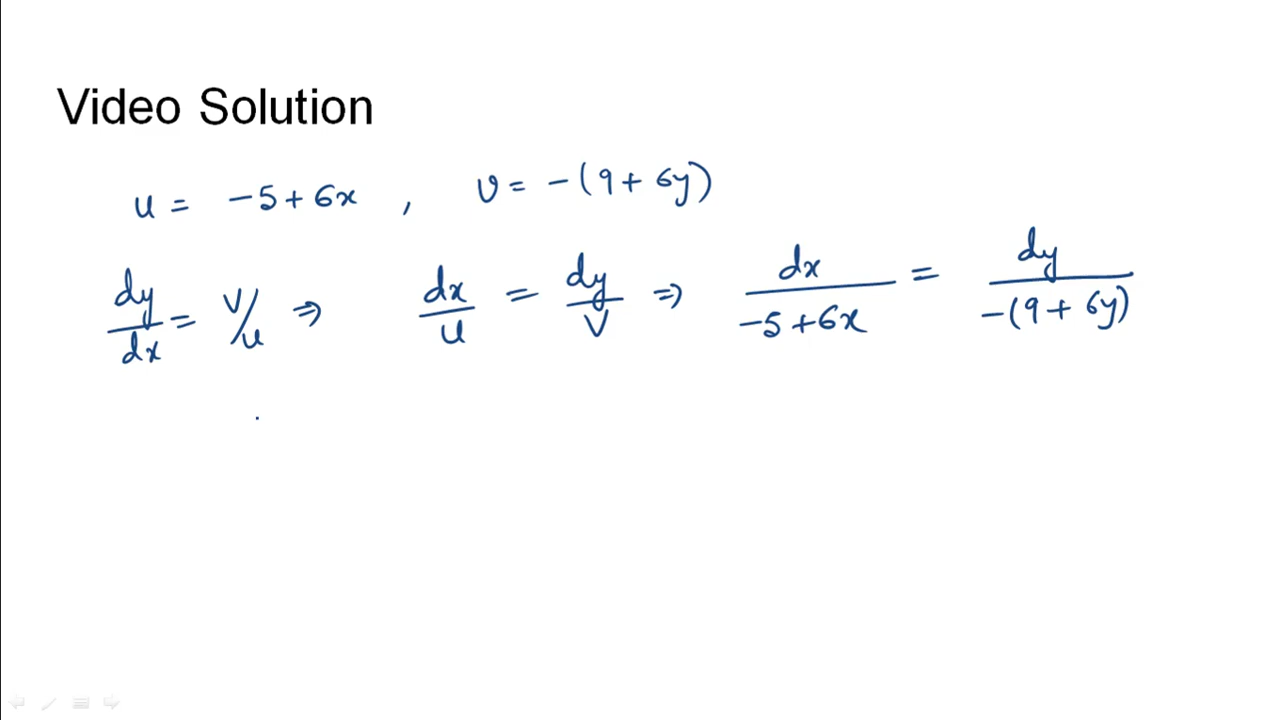 Video Solution
u = -5+6x , v = -(9+6y)
dy/dx = v/u ⇒ dx/u = dy/v ⇒ dx/(-5+6x) = dy/(-(9+6y))